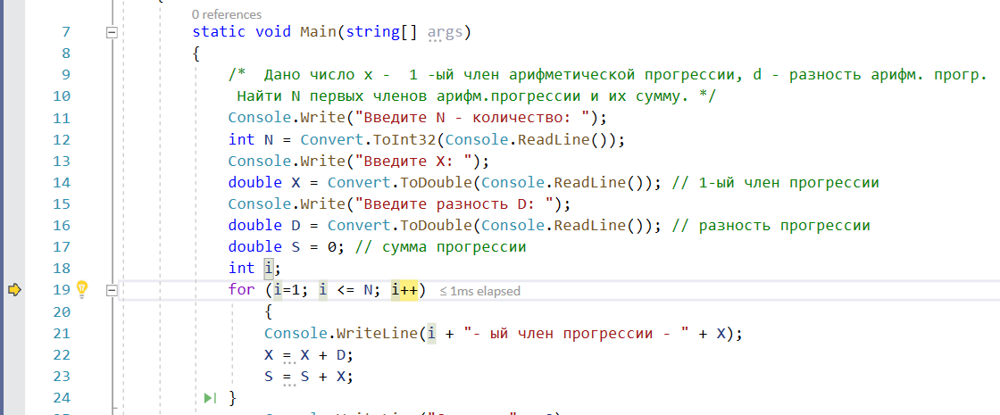 {
0 references
7 static void Main(string[] args)
8 {
9 /* Дано число x - 1 -ый член арифметической прогрессии, d - разность арифм. прогр.
10 Найти N первых членов арифм.прогрессии и их сумму. */
11 Console.Write("Введите N - количество: ");
12 int N = Convert.ToInt32(Console.ReadLine());
13 Console.Write("Введите X: ");
14 double X = Convert.ToDouble(Console.ReadLine()); // 1-ый член прогрессии
15 Console.Write("Введите разность D: ");
16 double D = Convert.ToDouble(Console.ReadLine()); // разность прогрессии
17 double S = 0; // сумма прогрессии
18 int i;
19 for (i=1; i <= N; i++) ≤ 1ms elapsed
20 {
21 Console.WriteLine(i + "- ый член прогрессии - " + X);
22 X = X + D;
23 S = S + X;
24 }